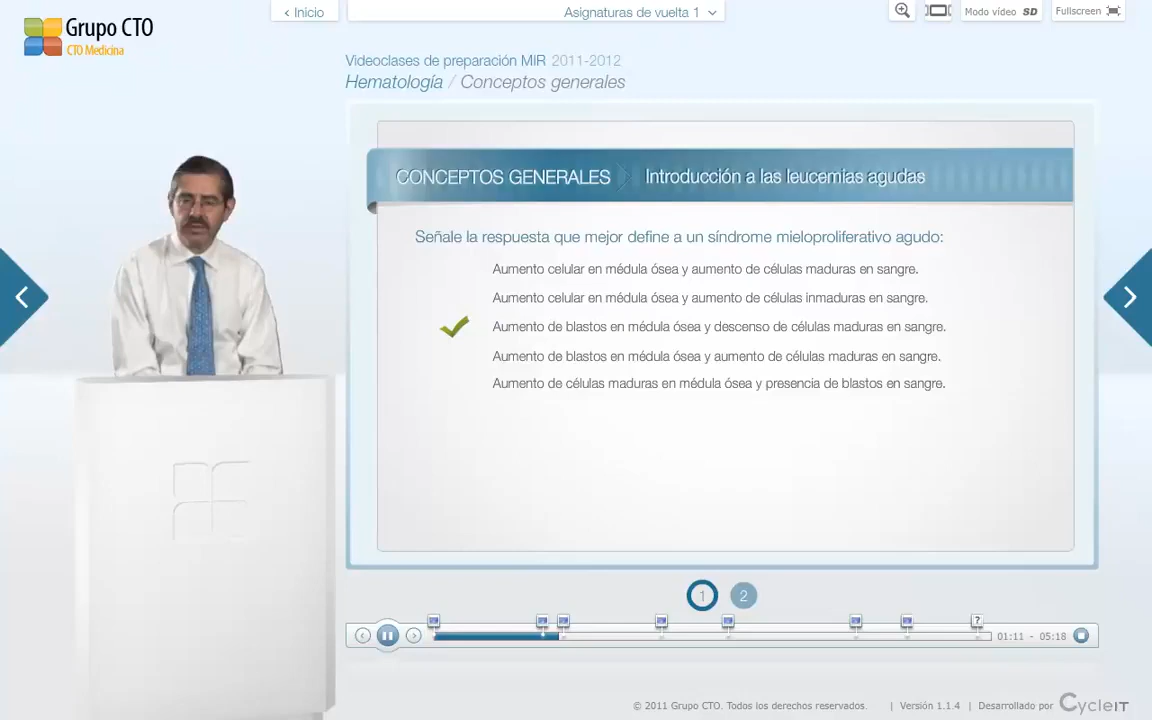 Grupo CTO
CTO Medicina
‹ Inicio
Asignaturas de vuelta 1
Modo vídeo SD
Fullscreen
Videoclases de preparación MIR 2011-2012
Hematología / Conceptos generales
CONCEPTOS GENERALES
Introducción a las leucemias agudas
Señale la respuesta que mejor define a un síndrome mieloproliferativo agudo:
Aumento celular en médula ósea y aumento de células maduras en sangre.
Aumento celular en médula ósea y aumento de células inmaduras en sangre.
Aumento de blastos en médula ósea y descenso de células maduras en sangre.
Aumento de blastos en médula ósea y aumento de células maduras en sangre.
Aumento de células maduras en médula ósea y presencia de blastos en sangre.
1 2
?
01:11 - 05:18
© 2011 Grupo CTO. Todos los derechos reservados. | Versión 1.1.4 | Desarrollado por CycleIT